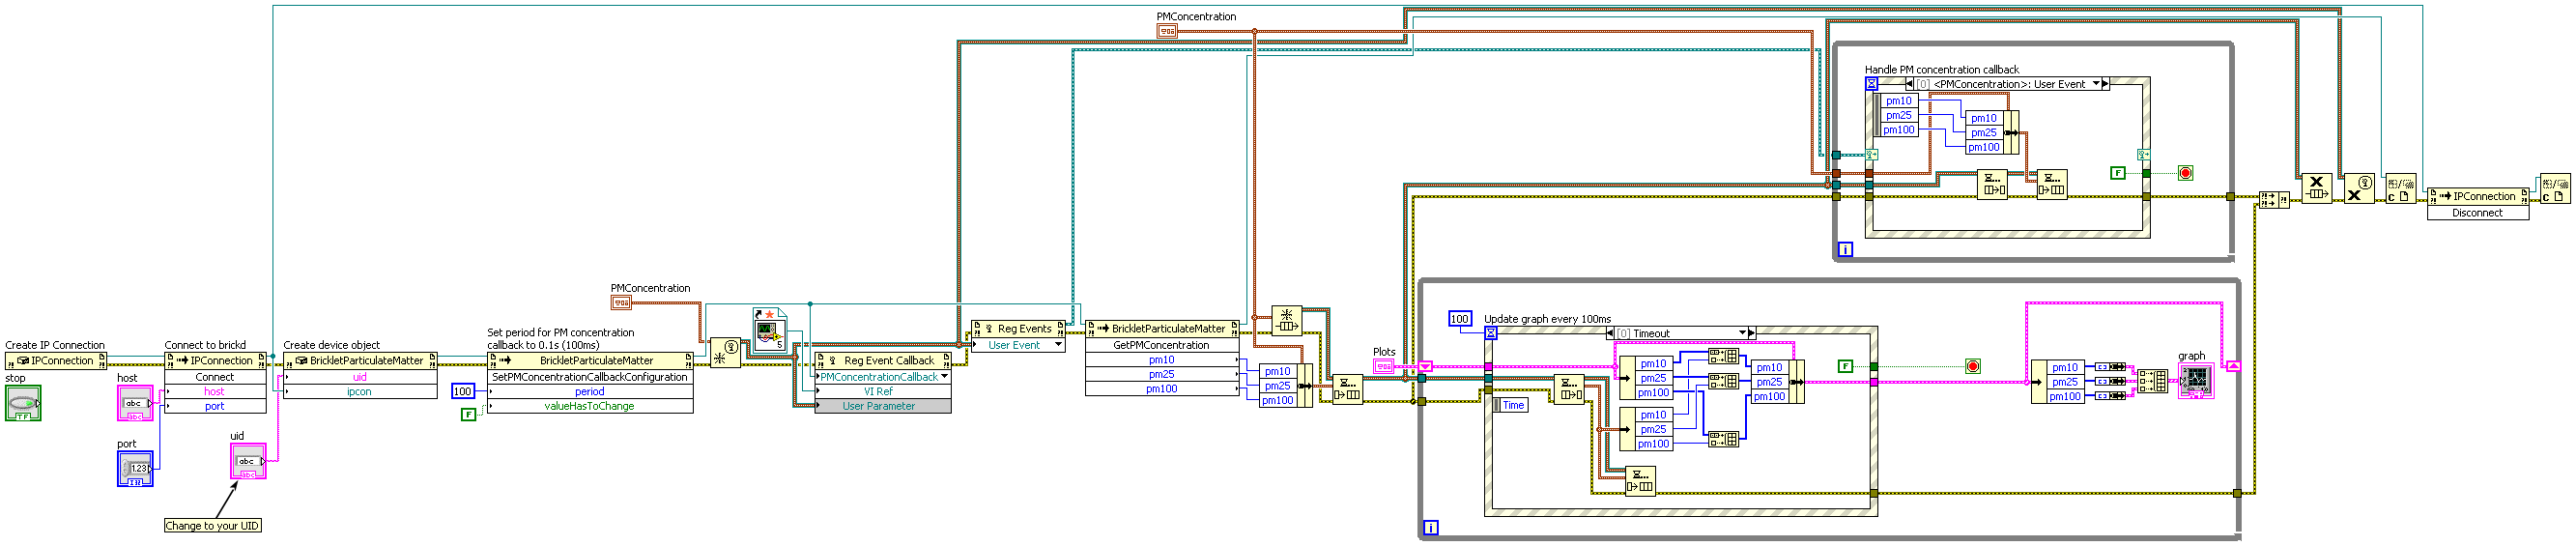 PMConcentration
Handle PM concentration callback
[0] <PMConcentration>: User Event
pm10
pm25
pm100
pm10
pm25
pm100
F
i
IPConnection
Disconnect
PMConcentration
Create IP Connection
IPConnection
stop
TF
Connect to brickd
IPConnection
Connect
host
port
host
abc
port
1.23
I32
uid
abc
Change to your UID
Create device object
BrickletParticulateMatter
uid
ipcon
Set period for PM concentration
callback to 0.1s (100ms)
BrickletParticulateMatter
SetPMConcentrationCallbackConfiguration
period
valueHasToChange
100
F
5
Reg Event Callback
PMConcentrationCallback
VI Ref
User Parameter
Reg Events
User Event
BrickletParticulateMatter
GetPMConcentration
pm10
pm25
pm100
pm10
pm25
pm100
Plots
100
Update graph every 100ms
[0] Timeout
Time
pm10
pm25
pm100
pm10
pm25
pm100
pm10
pm25
pm100
F
i
pm10
pm25
pm100
graph